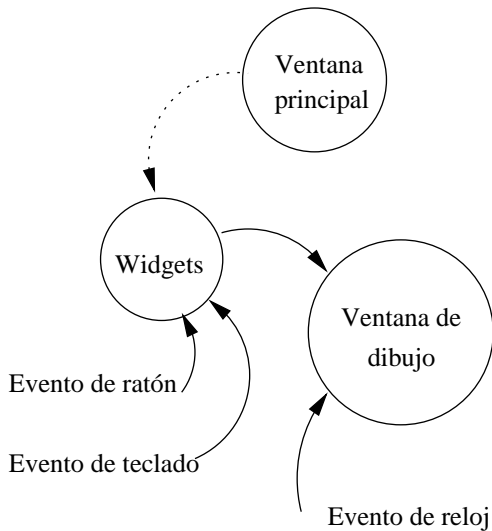 Ventana
principal
Widgets
Ventana de
dibujo
Evento de ratón
Evento de teclado
Evento de reloj